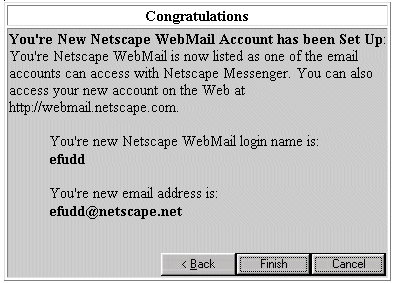 Congratulations
You're New Netscape WebMail Account has been Set Up:
You're Netscape WebMail is now listed as one of the email
accounts can access with Netscape Messenger. You can also
access your new account on the Web at
http://webmail.netscape.com.
You're new Netscape WebMail login name is:
efudd
You're new email address is:
efudd@netscape.net
< Back
Finish
Cancel